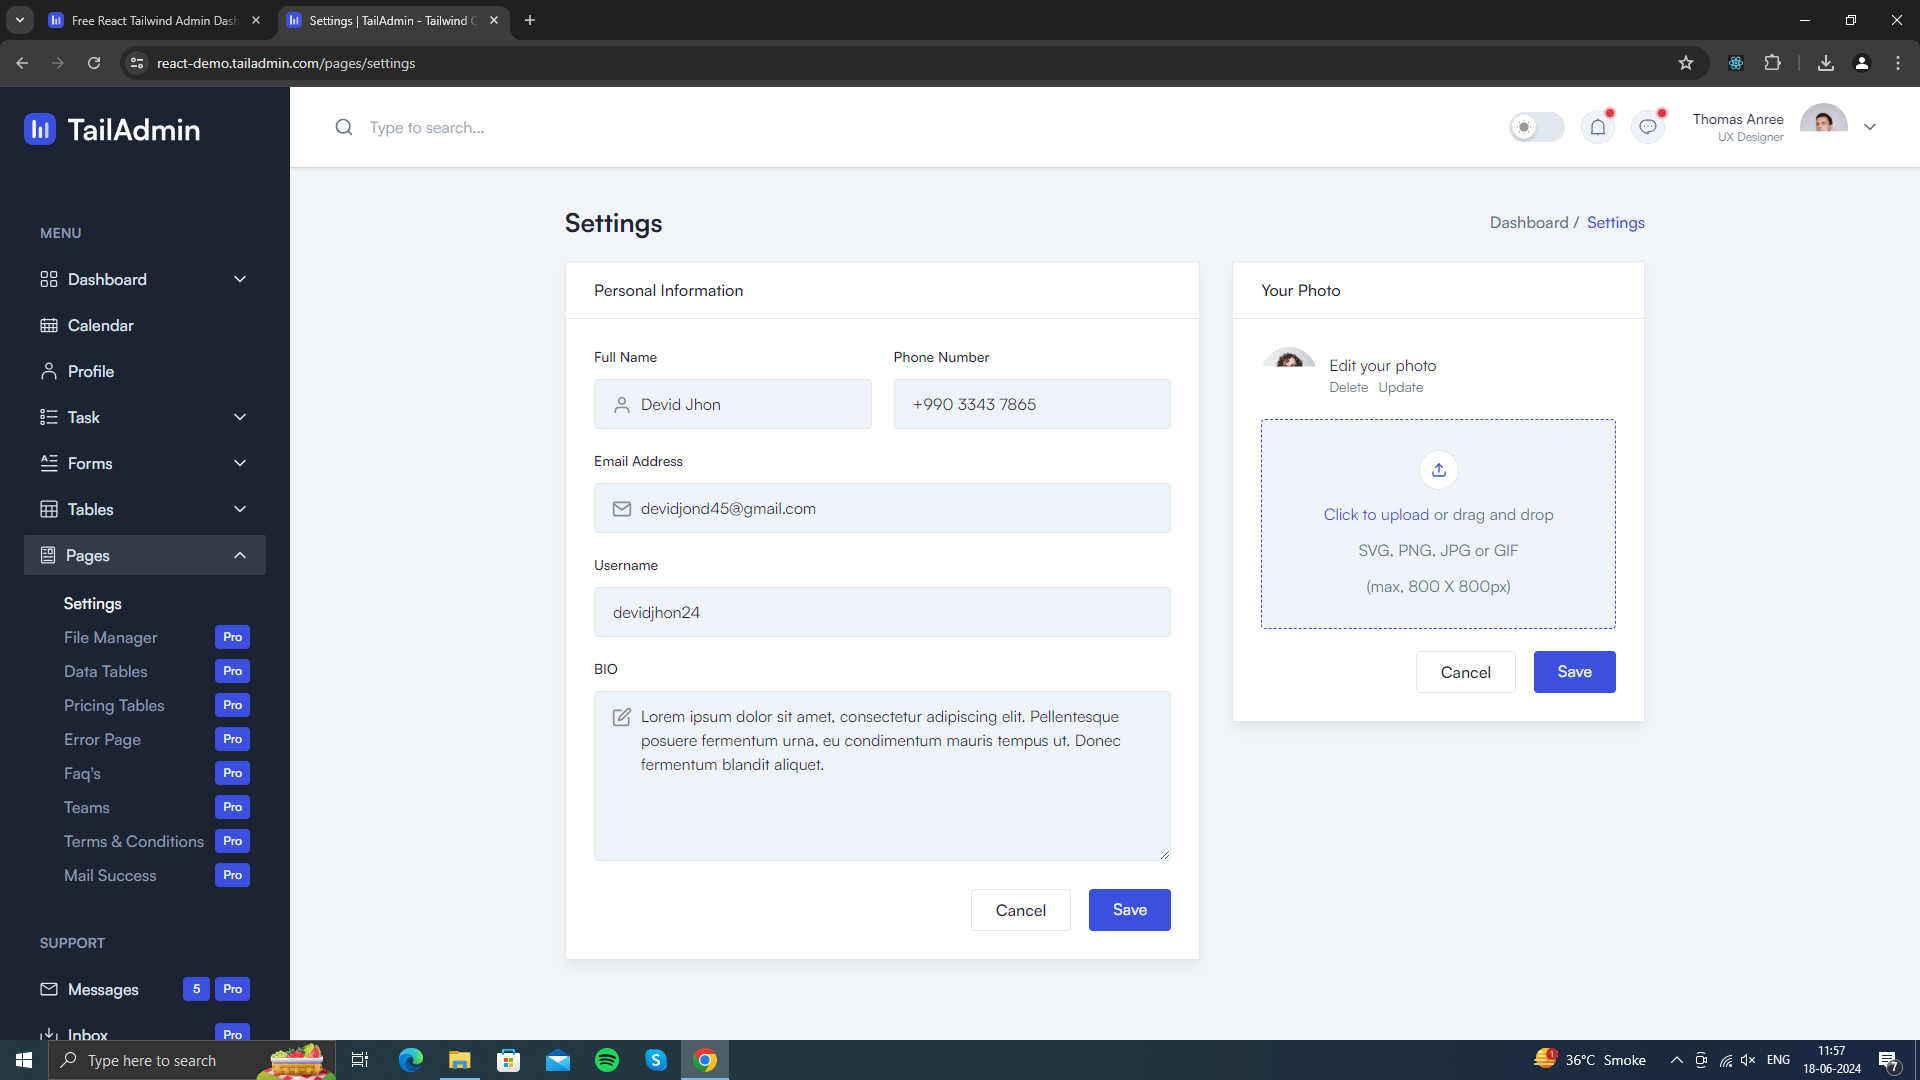 Free React Tailwind Admin Das
Settings | TailAdmin - Tailwind
react-demo.tailadmin.com/pages/settings
TailAdmin
Type to search...
Thomas Anree
UX Designer
MENU
Dashboard
Calendar
Profile
Task
Forms
Tables
Pages
Settings
File Manager Pro
Data Tables Pro
Pricing Tables Pro
Error Page Pro
Faq's Pro
Teams Pro
Terms & Conditions Pro
Mail Success Pro
SUPPORT
Messages 5 Pro
Inbox Pro
Settings
Dashboard / Settings
Personal Information
Full Name
Devid Jhon
Phone Number
+990 3343 7865
Email Address
devidjond45@gmail.com
Username
devidjhon24
BIO
Lorem ipsum dolor sit amet, consectetur adipiscing elit. Pellentesque
posuere fermentum urna, eu condimentum mauris tempus ut. Donec
fermentum blandit aliquet.
Cancel
Save
Your Photo
Edit your photo
Delete Update
Click to upload or drag and drop
SVG, PNG, JPG or GIF
(max, 800 X 800px)
Cancel
Save
Type here to search
1
36°C Smoke
ENG
11:57
18-06-2024
7